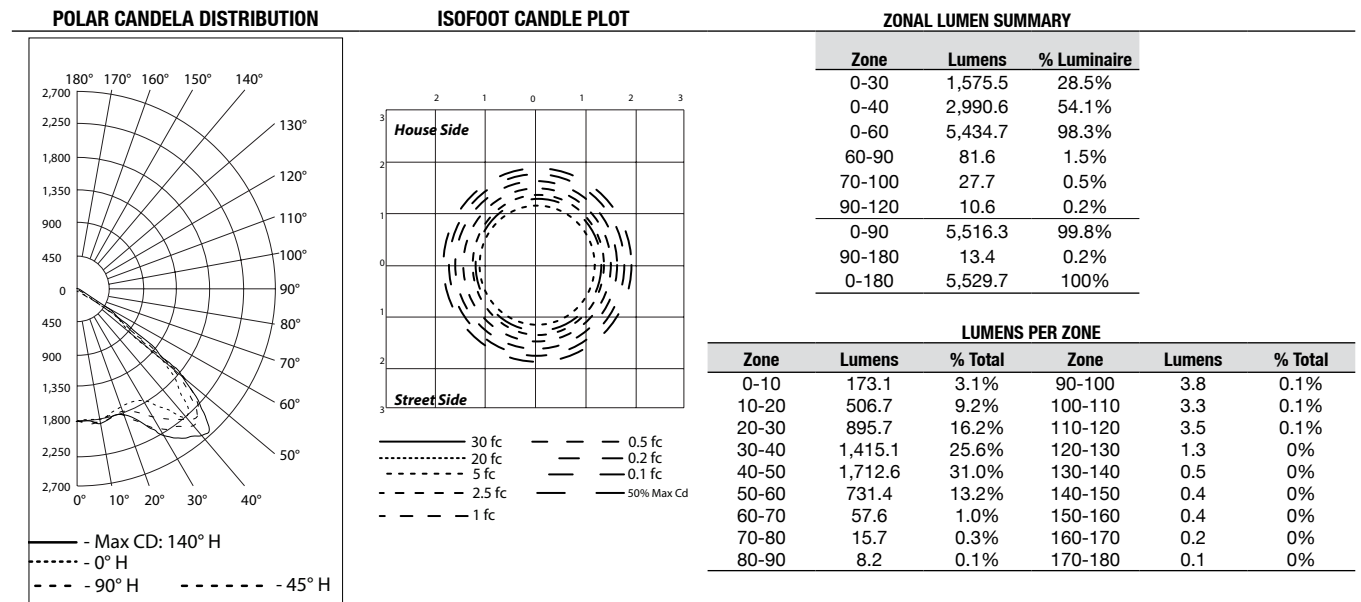 POLAR CANDELA DISTRIBUTION
180° 170° 160° 150° 140°
2,700
2,250
130°
1,800
120°
1,350
110°
900
100°
450
0
90°
450
80°
900
70°
1,350
60°
1,800
50°
2,250
2,700
0° 10° 20° 30° 40°
- Max CD: 140° H
- 0° H
- 90° H - 45° H
ISOFOOT CANDLE PLOT
2 1 0 1 2 3
3
House Side
2
1
0
1
2
Street Side
3
30 fc 0.5 fc
20 fc 0.2 fc
5 fc 0.1 fc
2.5 fc 50% Max Cd
1 fc
ZONAL LUMEN SUMMARY
Zone Lumens % Luminaire
0-30 1,575.5 28.5%
0-40 2,990.6 54.1%
0-60 5,434.7 98.3%
60-90 81.6 1.5%
70-100 27.7 0.5%
90-120 10.6 0.2%
0-90 5,516.3 99.8%
90-180 13.4 0.2%
0-180 5,529.7 100%
LUMENS PER ZONE
Zone Lumens % Total Zone Lumens % Total
0-10 173.1 3.1% 90-100 3.8 0.1%
10-20 506.7 9.2% 100-110 3.3 0.1%
20-30 895.7 16.2% 110-120 3.5 0.1%
30-40 1,415.1 25.6% 120-130 1.3 0%
40-50 1,712.6 31.0% 130-140 0.5 0%
50-60 731.4 13.2% 140-150 0.4 0%
60-70 57.6 1.0% 150-160 0.4 0%
70-80 15.7 0.3% 160-170 0.2 0%
80-90 8.2 0.1% 170-180 0.1 0%